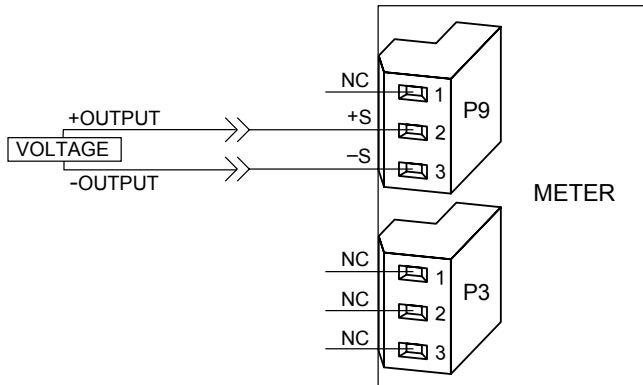 NC
1
+OUTPUT
+S
2
P9
VOLTAGE
-OUTPUT
–S
3
METER
NC
1
NC
2
P3
NC
3